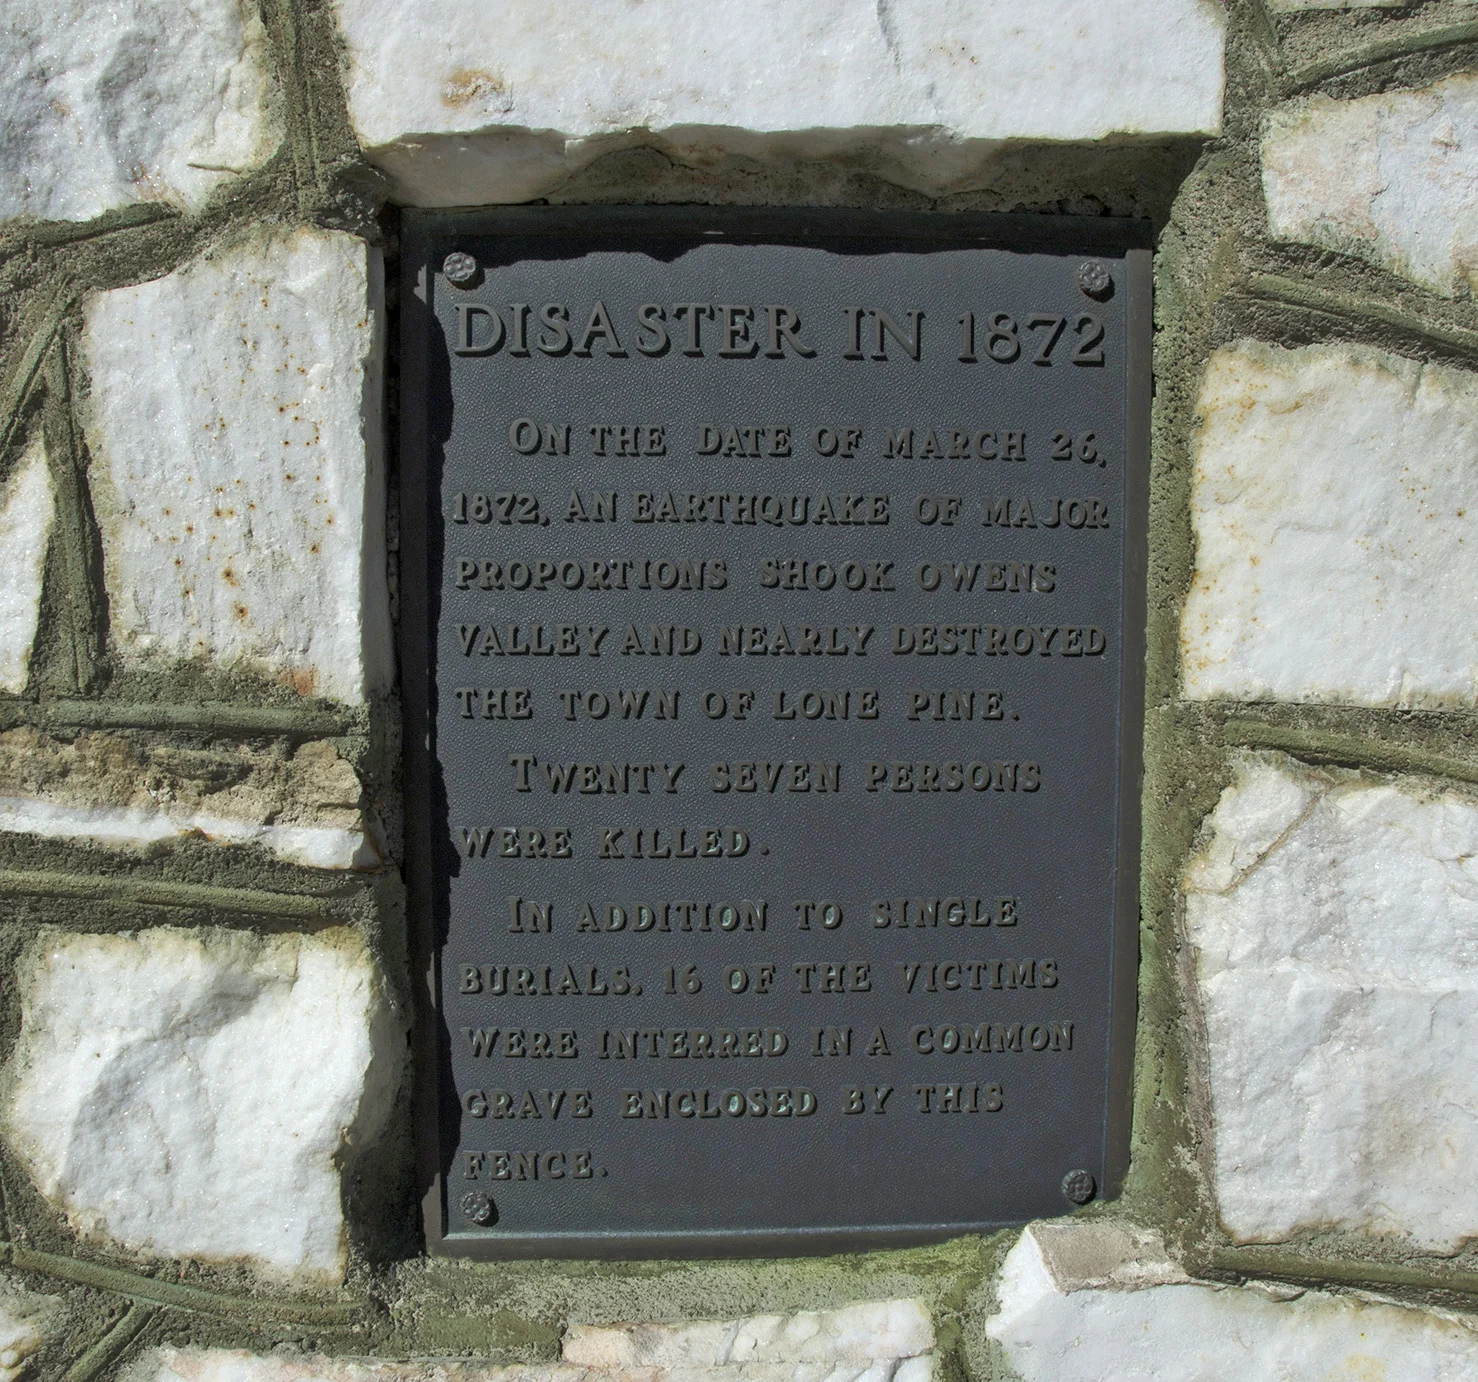 DISASTER IN 1872
ON THE DATE OF MARCH 26,
1872, AN EARTHQUAKE OF MAJOR
PROPORTIONS SHOOK OWENS
VALLEY AND NEARLY DESTROYED
THE TOWN OF LONE PINE.
TWENTY SEVEN PERSONS
WERE KILLED.
IN ADDITION TO SINGLE
BURIALS, 16 OF THE VICTIMS
WERE INTERRED IN A COMMON
GRAVE ENCLOSED BY THIS
FENCE.